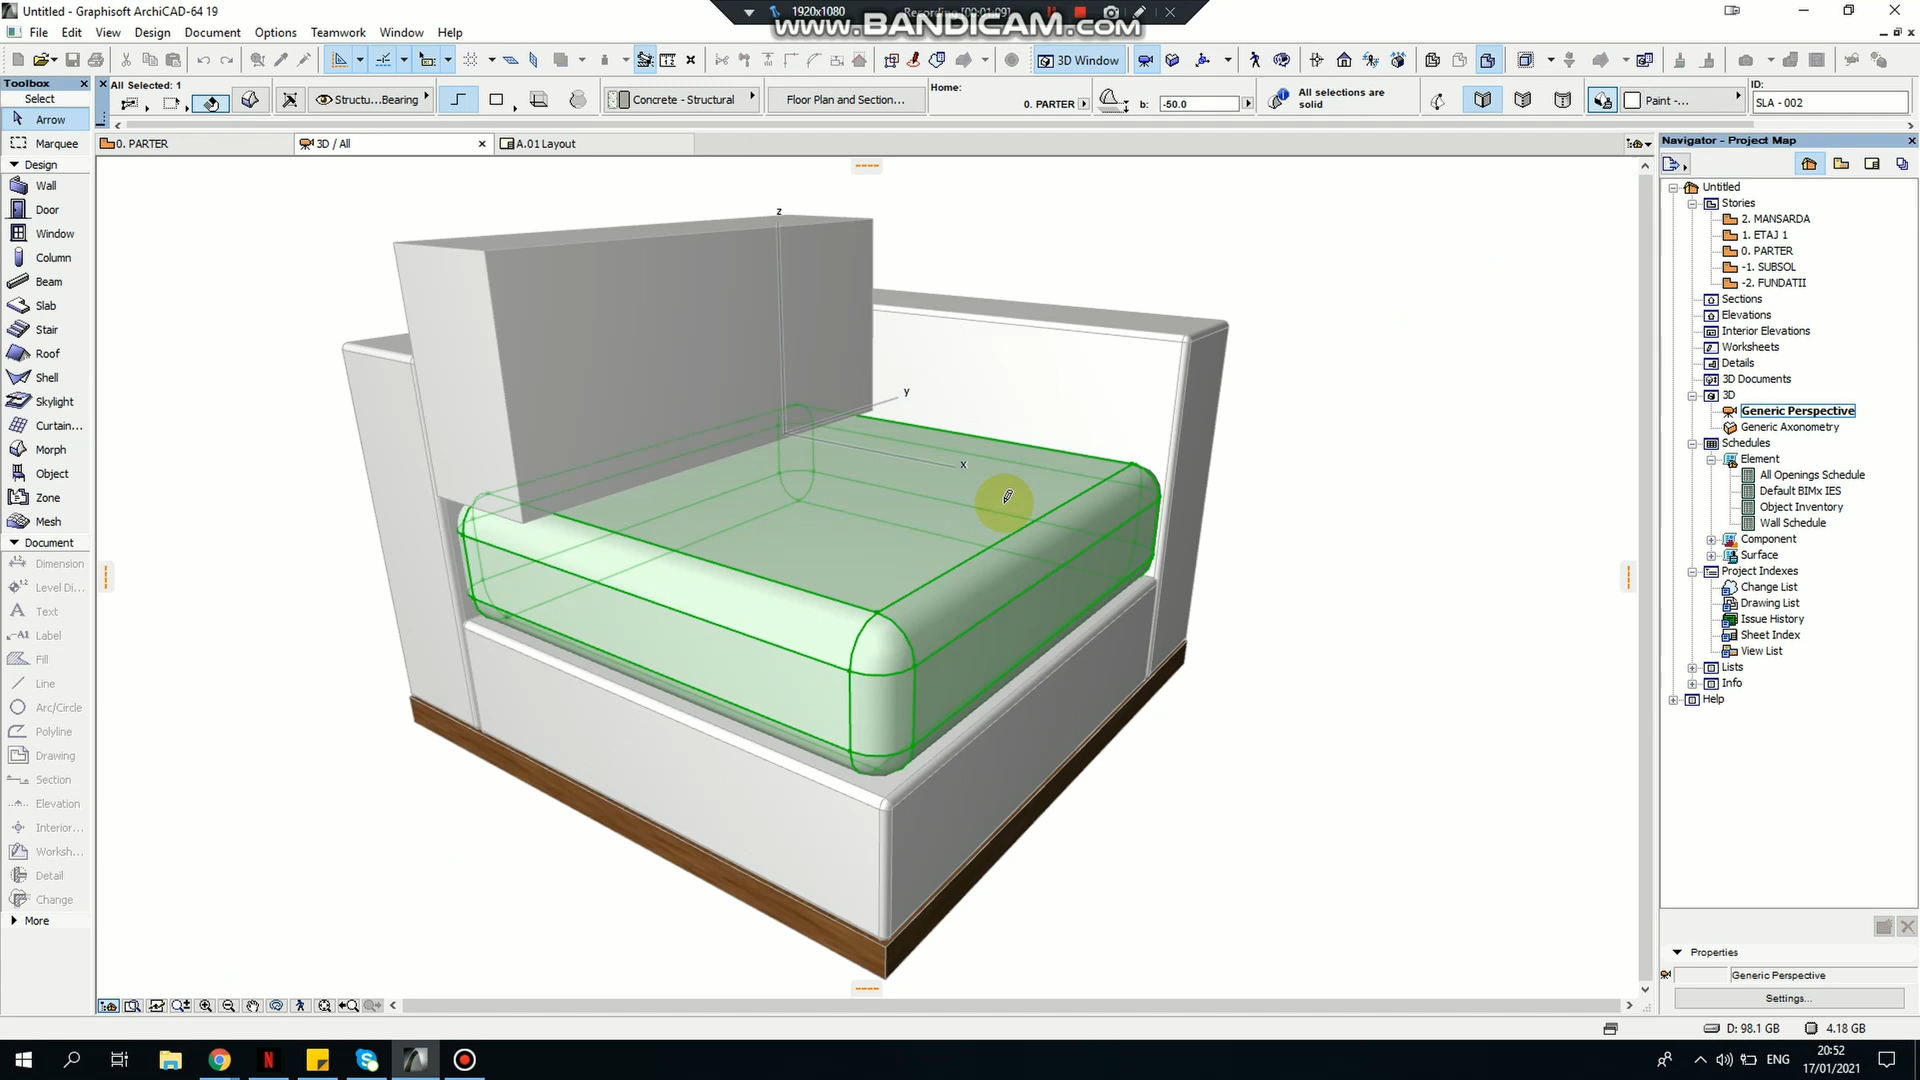 Untitled - Graphisoft ArchiCAD-64 19
1920x1080
Recording [00:01:09]
www.BANDICAM.com
File Edit View Design Document Options Teamwork Window Help
3D Window
Toolbox
Select
Arrow
Marquee
Design
Wall
Door
Window
Column
Beam
Slab
Stair
Roof
Shell
Skylight
Curtain...
Morph
Object
Zone
Mesh
Document
Dimension
Level Di...
Text
Label
Fill
Line
Arc/Circle
Polyline
Drawing
Section
Elevation
Interior...
Worksh...
Detail
Change
More
All Selected: 1
Structu...Bearing
Concrete - Structural
Floor Plan and Section...
Home:
0. PARTER
b:
-50.0
All selections are
solid
Paint -...
ID:
SLA - 002
0. PARTER
3D / All
A.01 Layout
z
y
x
Navigator - Project Map
Untitled
Stories
2. MANSARDA
1. ETAJ 1
0. PARTER
-1. SUBSOL
-2. FUNDATII
Sections
Elevations
Interior Elevations
Worksheets
Details
3D Documents
3D
Generic Perspective
Generic Axonometry
Schedules
Element
All Openings Schedule
Default BIMx IES
Object Inventory
Wall Schedule
Component
Surface
Project Indexes
Change List
Drawing List
Issue History
Sheet Index
View List
Lists
Info
Help
Properties
Generic Perspective
Settings...
D: 98.1 GB
4.18 GB
ENG
20:52
17/01/2021